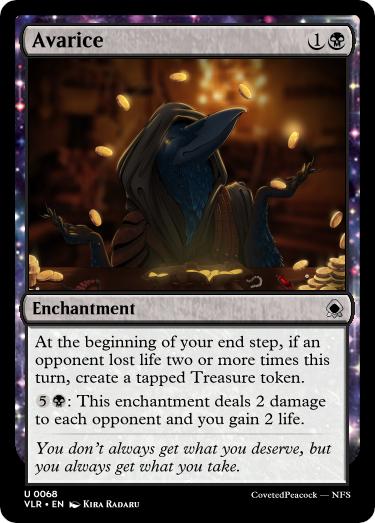 Avarice 1
Enchantment
At the beginning of your end step, if an
opponent lost life two or more times this
turn, create a tapped Treasure token.
5 : This enchantment deals 2 damage
to each opponent and you gain 2 life.
You don't always get what you deserve, but
you always get what you take.
U 0068
VLR • EN Kira Radaru
CovetedPeacock — NFS